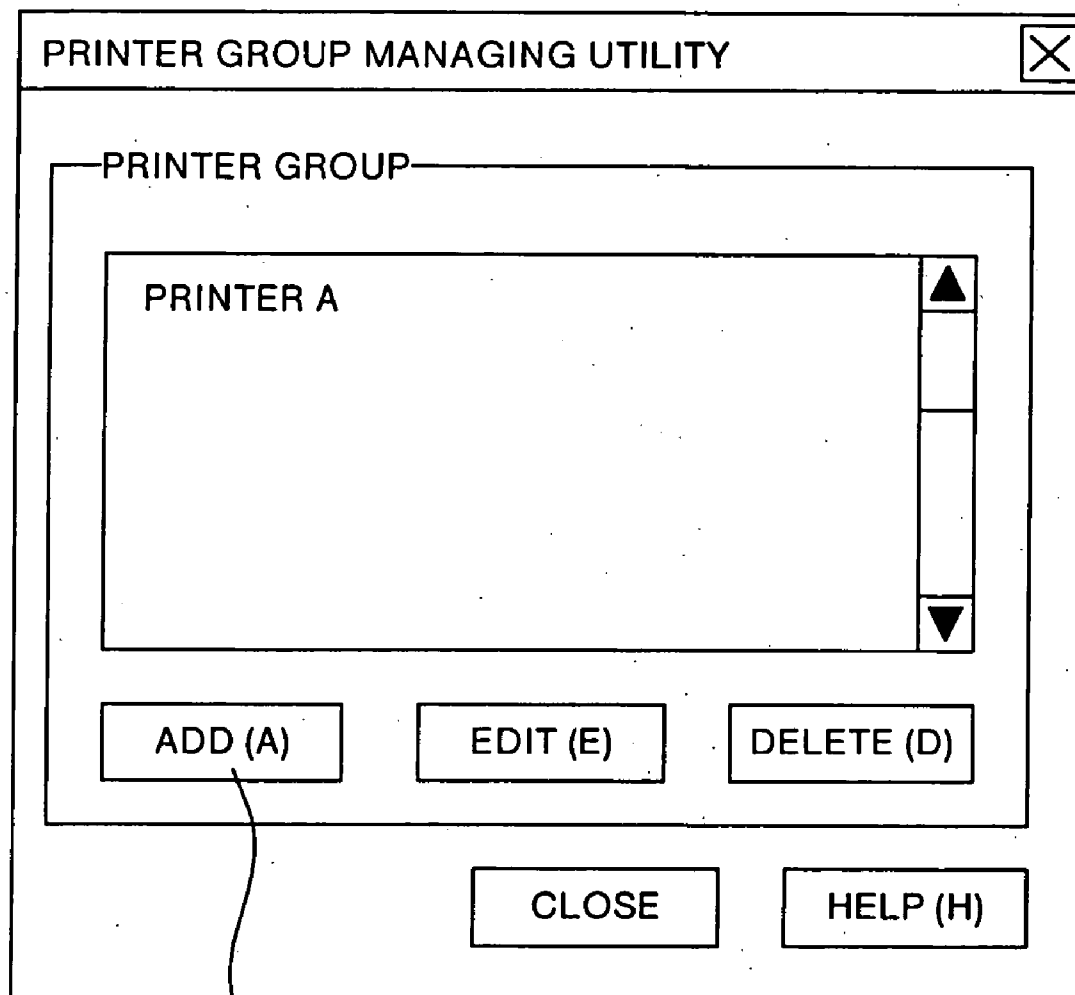 PRINTER GROUP MANAGING UTILITY
PRINTER GROUP
PRINTER A
ADD (A) EDIT (E) DELETE (D)
CLOSE HELP (H)